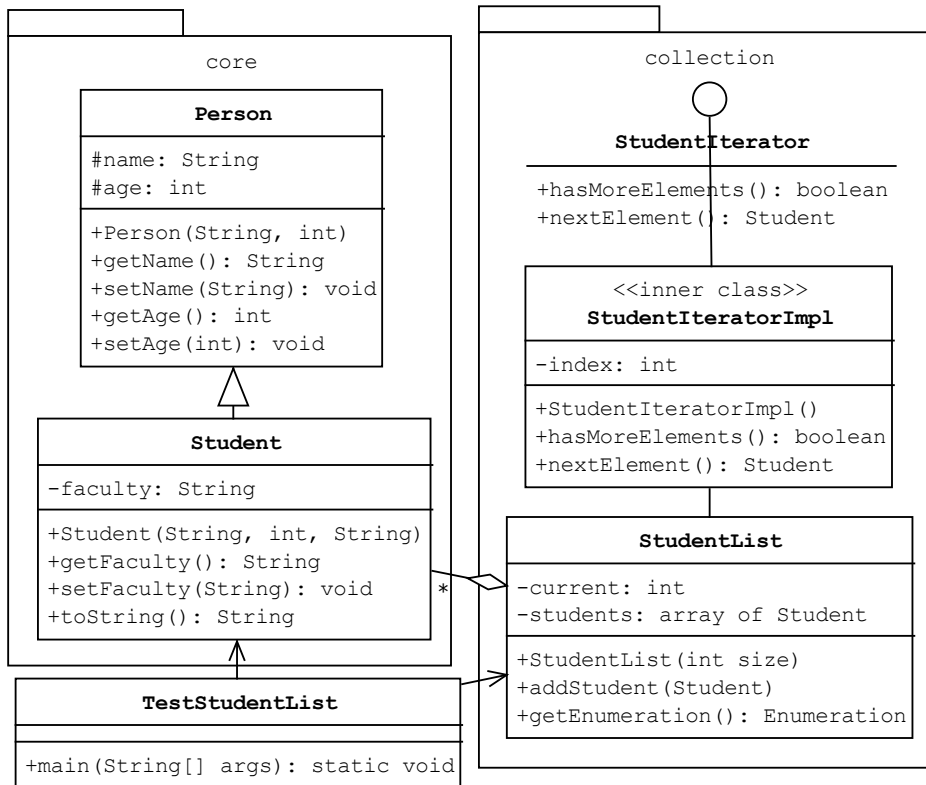 core
Person
#name: String
#age: int
+Person(String, int)
+getName(): String
+setName(String): void
+getAge(): int
+setAge(int): void
Student
-faculty: String
+Student(String, int, String)
+getFaculty(): String
+setFaculty(String): void
+toString(): String
*
TestStudentList
+main(String[] args): static void
collection
StudentIterator
+hasMoreElements(): boolean
+nextElement(): Student
<<inner class>>
StudentIteratorImpl
-index: int
+StudentIteratorImpl()
+hasMoreElements(): boolean
+nextElement(): Student
StudentList
-current: int
-students: array of Student
+StudentList(int size)
+addStudent(Student)
+getEnumeration(): Enumeration